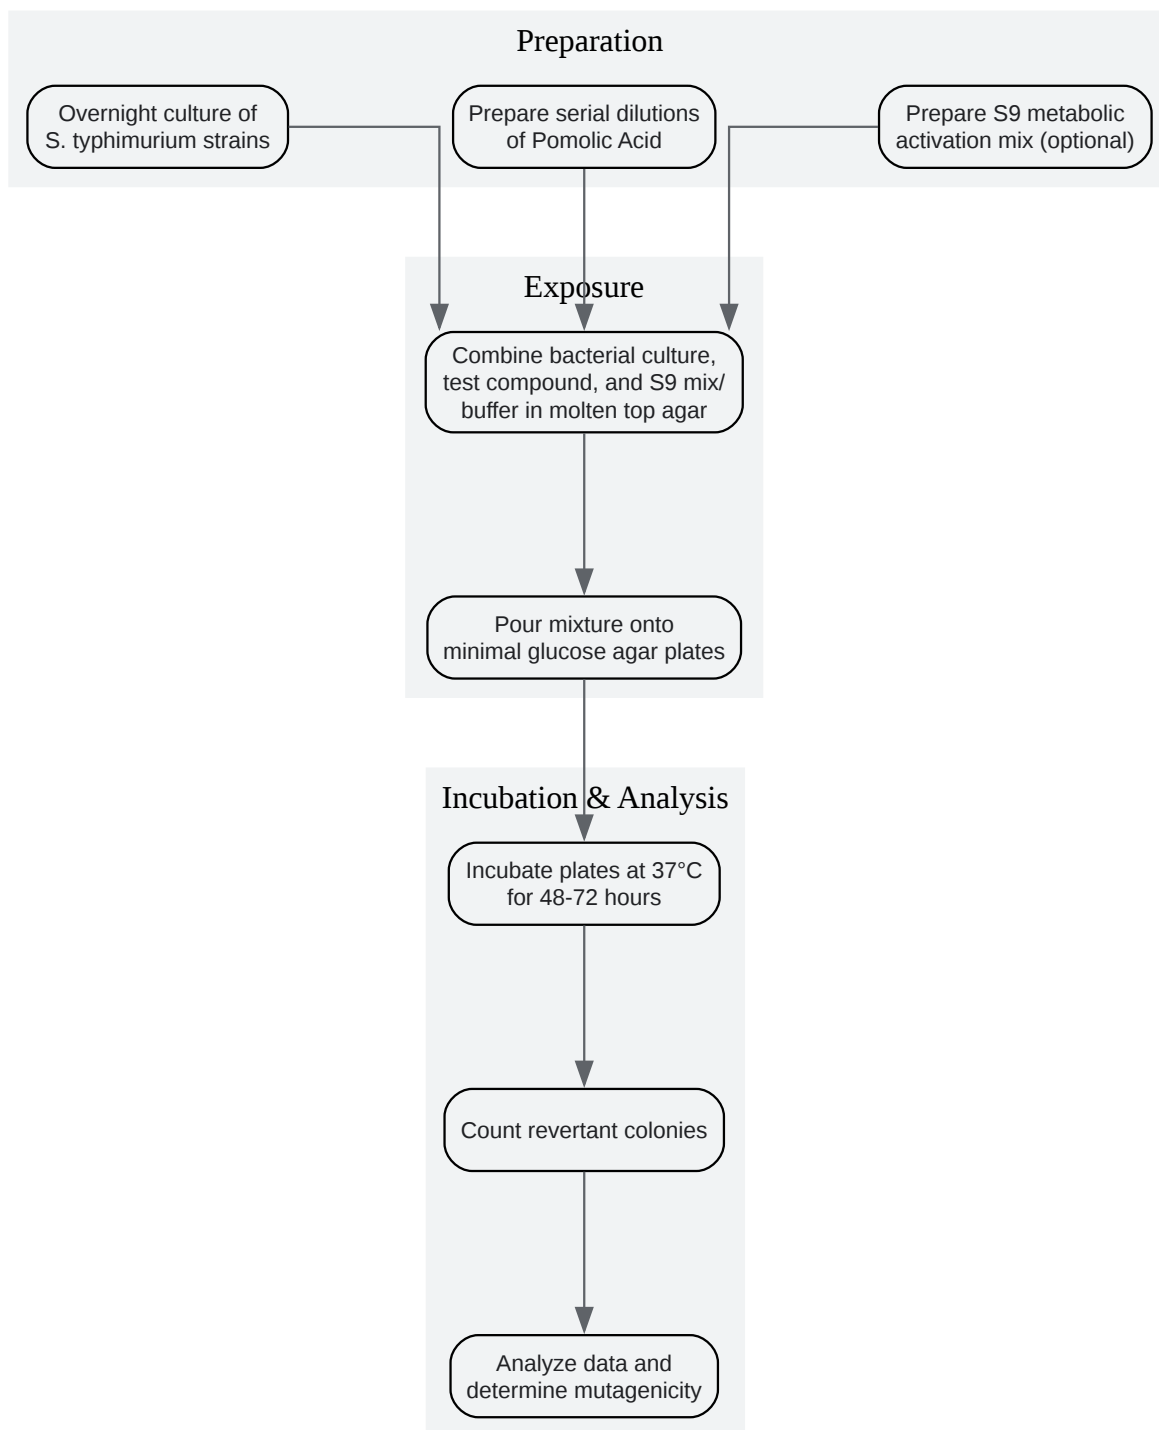 Preparation
Overnight culture of
S. typhimurium strains
Prepare serial dilutions
of Pomolic Acid
Prepare S9 metabolic
activation mix (optional)
Exposure
Combine bacterial culture,
test compound, and S9 mix/
buffer in molten top agar
Pour mixture onto
minimal glucose agar plates
Incubation & Analysis
Incubate plates at 37°C
for 48-72 hours
Count revertant colonies
Analyze data and
determine mutagenicity